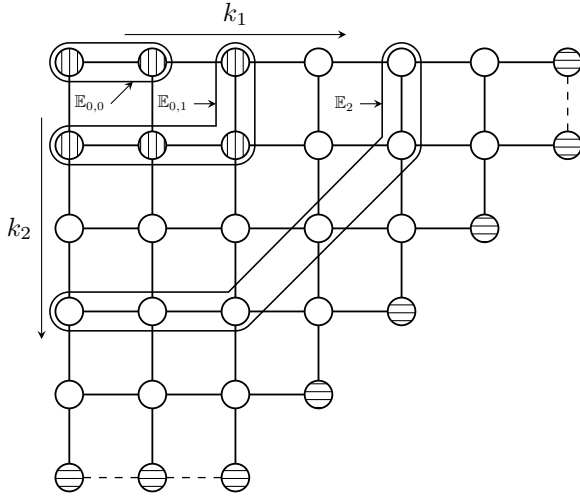 k₁
𝔼₀,₀
𝔼₀,₁
𝔼₂
k₂